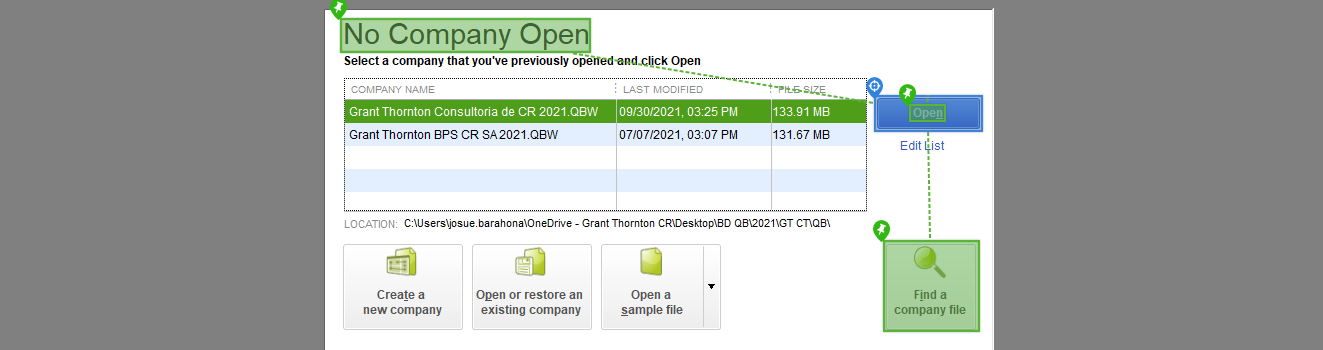 No Company Open
Select a company that you've previously opened and click Open
COMPANY NAME LAST MODIFIED FILE SIZE
Grant Thornton Consultoria de CR 2021.QBW 09/30/2021, 03:25 PM 133.91 MB
Open
Grant Thornton BPS CR SA 2021.QBW 07/07/2021, 03:07 PM 131.67 MB
Edit List
LOCATION: C:\Users\josue.barahona\OneDrive - Grant Thornton CR\Desktop\BD QB\2021\GT CT\QB\
Create a
new company
Open or restore an
existing company
Open a
sample file
Find a
company file